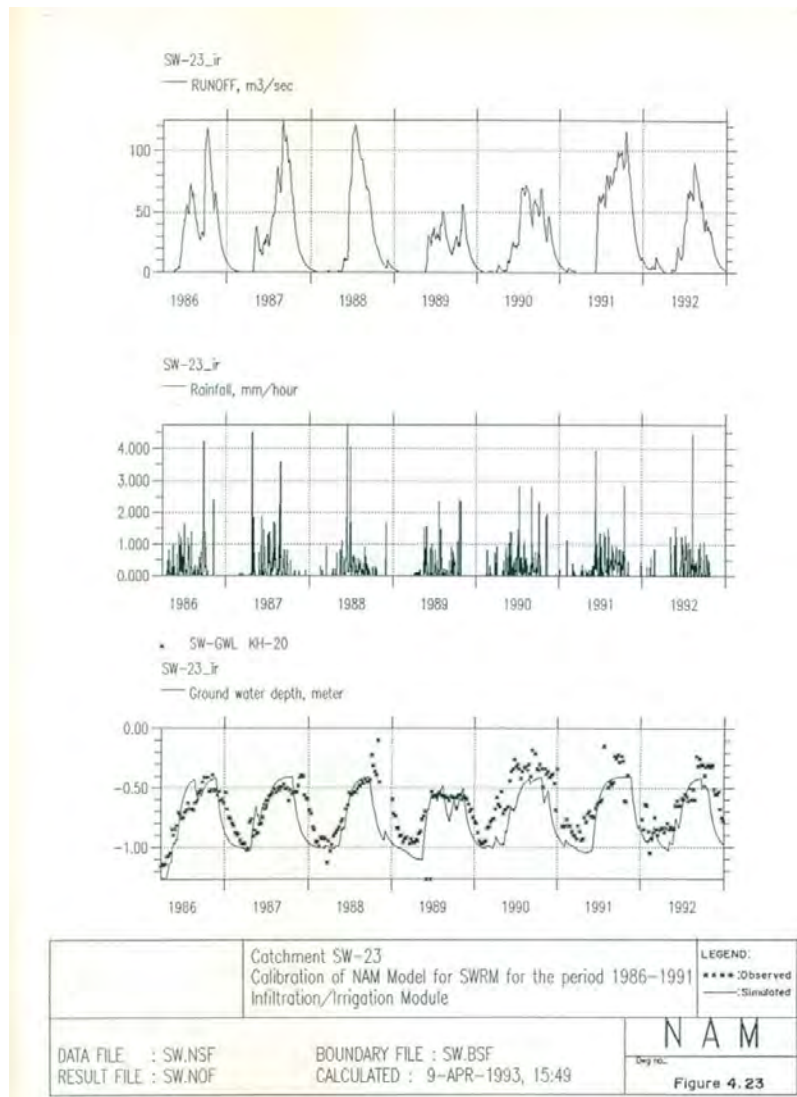 SW-23_ir
RUNOFF, m3/sec
100
50
0
1986 1987 1988 1989 1990 1991 1992
SW-23_ir
Rainfall, mm/hour
4.000
3.000
2.000
1.000
0.000
1986 1987 1988 1989 1990 1991 1992
SW-GWL KH-20
SW-23_ir
Ground water depth, meter
0.00
-0.50
-1.00
1986 1987 1988 1989 1990 1991 1992
Catchment SW-23
Calibration of NAM Model for SWRM for the period 1986-1991
Infiltration/Irrigation Module
LEGEND:
****:Observed
:Simulated
DATA FILE : SW.NSF
RESULT FILE : SW.NOF
BOUNDARY FILE : SW.BSF
CALCULATED : 9-APR-1993, 15:49
N A M
Dwg no.
Figure 4.23